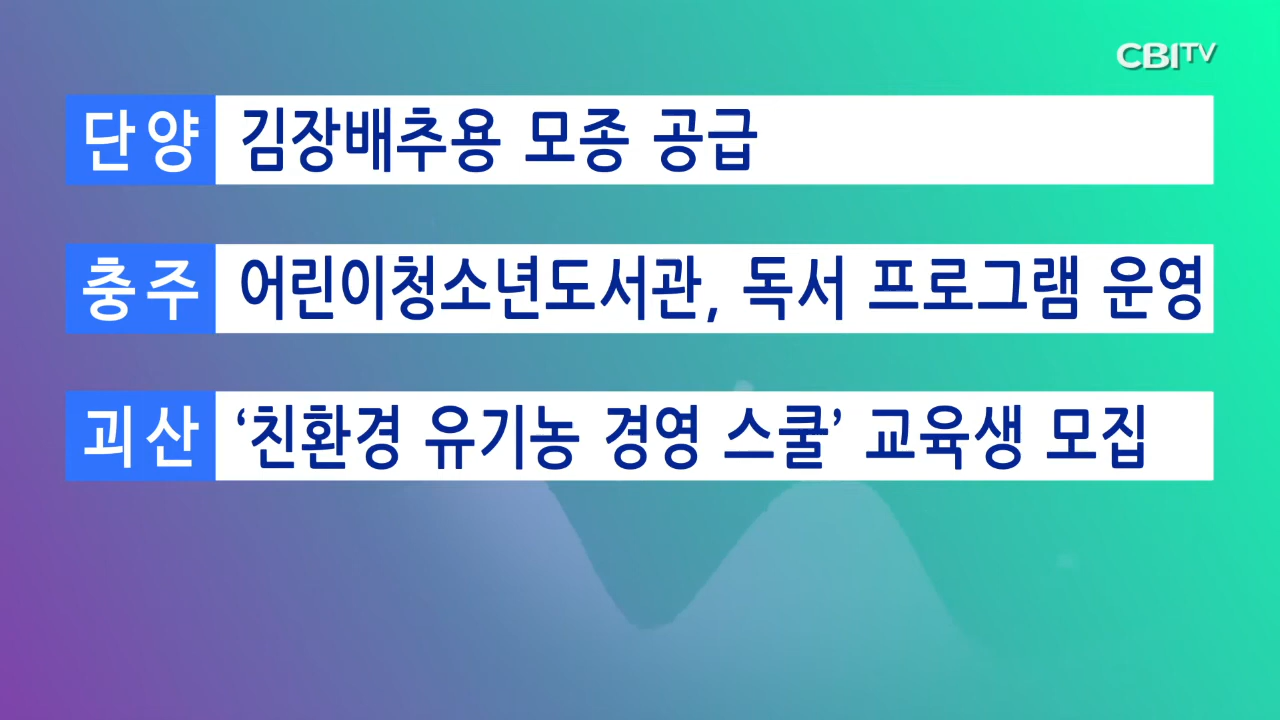 CBITV
단양 김장배추용 모종 공급
충주 어린이청소년도서관, 독서 프로그램 운영
괴산 ‘친환경 유기농 경영 스쿨’ 교육생 모집